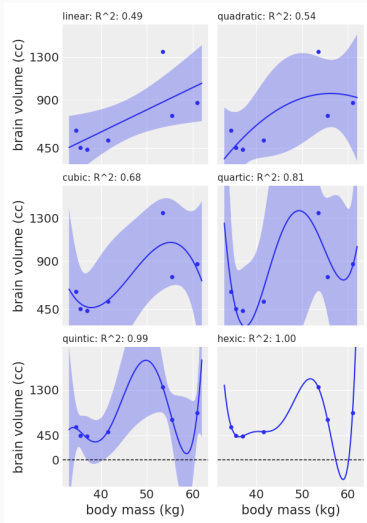 linear: R^2: 0.49
quadratic: R^2: 0.54
brain volume (cc)
1300
900
450
cubic: R^2: 0.68
quartic: R^2: 0.81
brain volume (cc)
1300
900
450
quintic: R^2: 0.99
hexic: R^2: 1.00
brain volume (cc)
1300
450
0
40 50 60
40 50 60
body mass (kg)
body mass (kg)